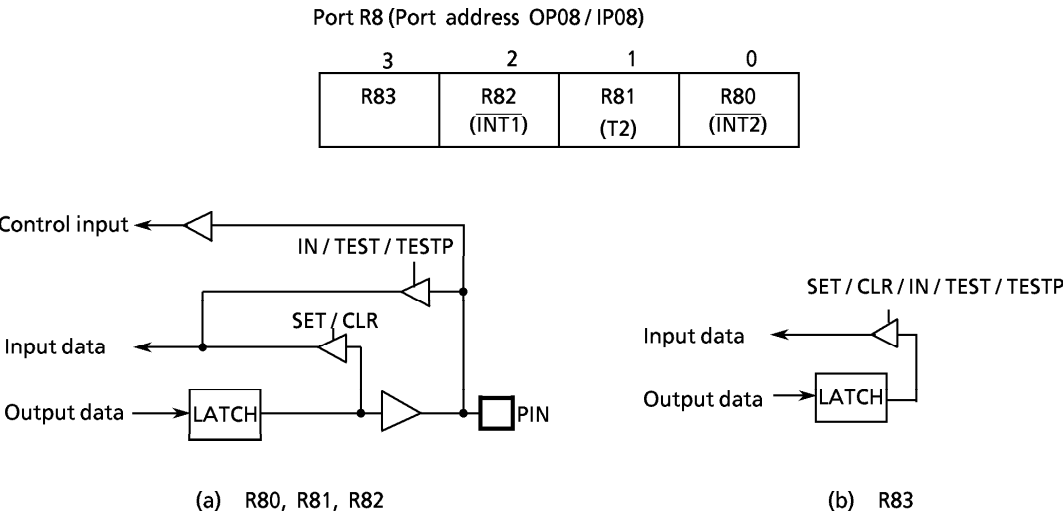 Port R8 (Port address OP08 / IP08)
3 2 1 0
R83 R82 R81 R80
(INT1) (T2) (INT2)
Control input
IN / TEST / TESTP
SET / CLR / IN / TEST / TESTP
SET / CLR
Input data
Input data
Output data
LATCH
PIN
Output data
LATCH
(a) R80, R81, R82
(b) R83